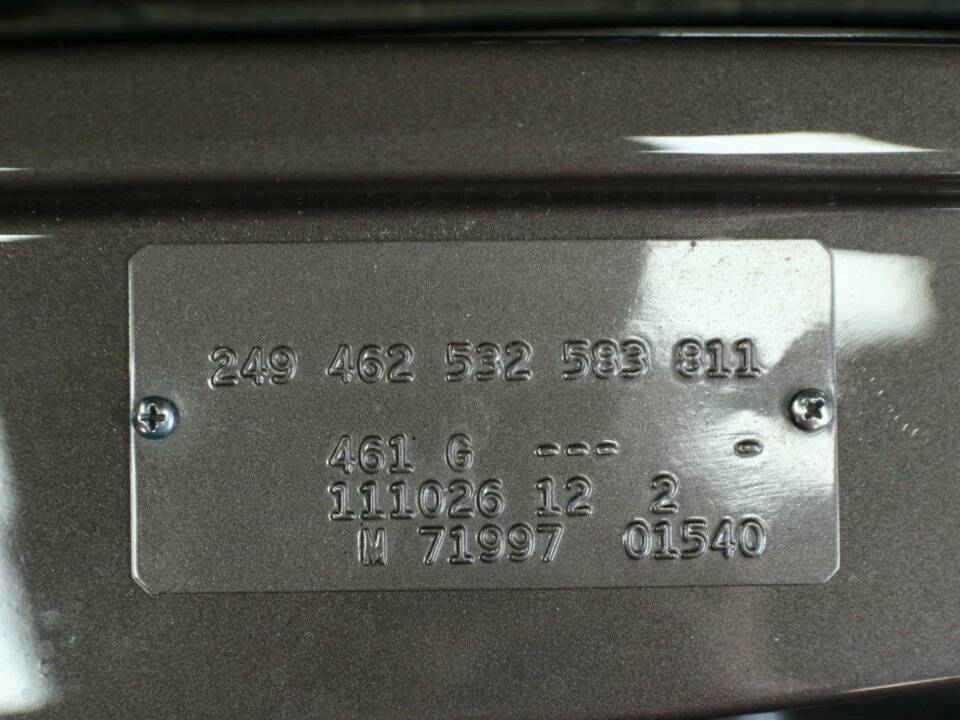 249 462 532 583 811
461 G --- -
111026 12 2
M 71997 01540